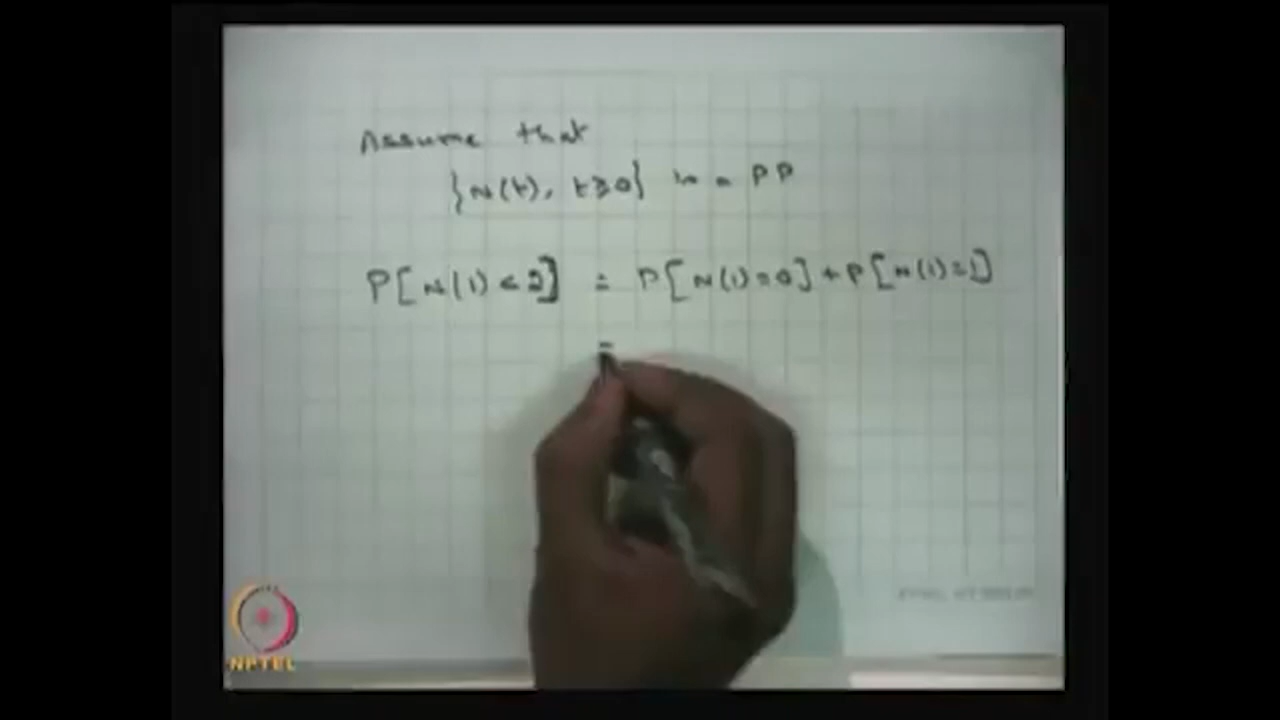 Assume that
{N(t), t≥0} is a PP
P[N(1) < 2] = P[N(1)=0] + P[N(1)=1]
=
NPTEL